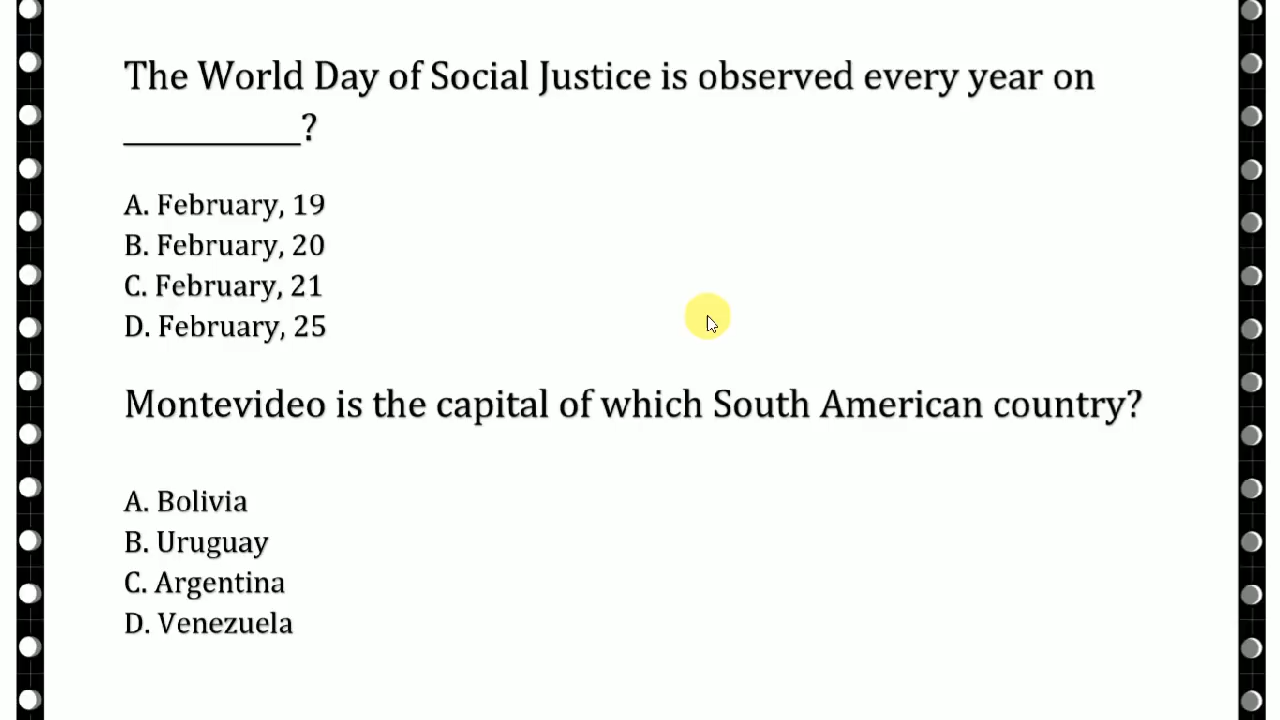 The World Day of Social Justice is observed every year on
___________?
A. February, 19
B. February, 20
C. February, 21
D. February, 25
Montevideo is the capital of which South American country?
A. Bolivia
B. Uruguay
C. Argentina
D. Venezuela